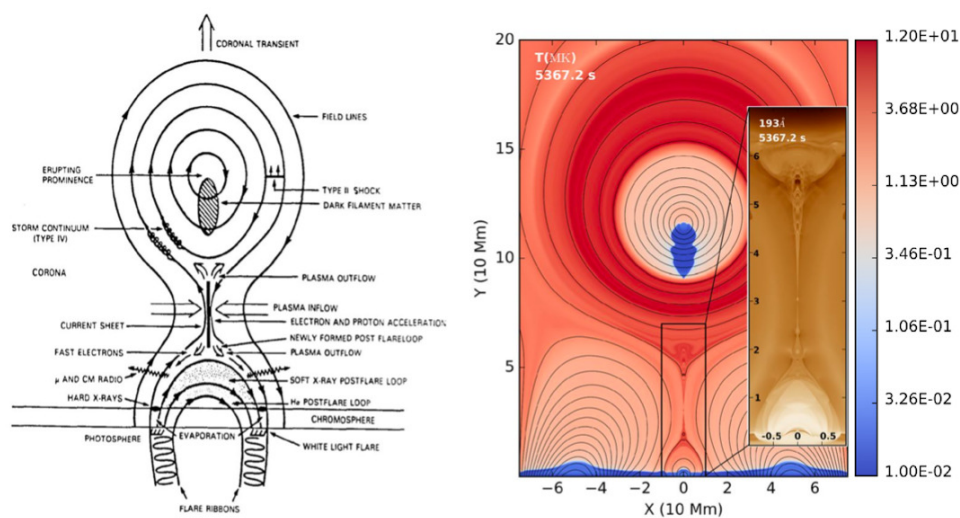 CORONAL TRANSIENT
FIELD LINES
ERUPTING
PROMINENCE
TYPE II SHOCK
DARK FILAMENT MATTER
STORM CONTINUUM
(TYPE IV)
CORONA
PLASMA OUTFLOW
PLASMA INFLOW
ELECTRON AND PROTON ACCELERATION
CURRENT SHEET
NEWLY FORMED POST FLARELOOP
FAST ELECTRONS
PLASMA OUTFLOW
μ AND CM RADIO
SOFT X-RAY POSTFLARE LOOP
HARD X-RAYS
Hα POSTFLARE LOOP
CHROMOSPHERE
PHOTOSPHERE
EVAPORATION
WHITE LIGHT FLARE
FLARE RIBBONS
T(MK)
5367.2 s
20
15
10
5
Y (10 Mm)
−6
−4
−2
0
2
4
6
X (10 Mm)
193Å
5367.2 s
6
5
4
3
2
1
-0.5
0
0.5
1.20E+01
3.68E+00
1.13E+00
3.46E-01
1.06E-01
3.26E-02
1.00E-02